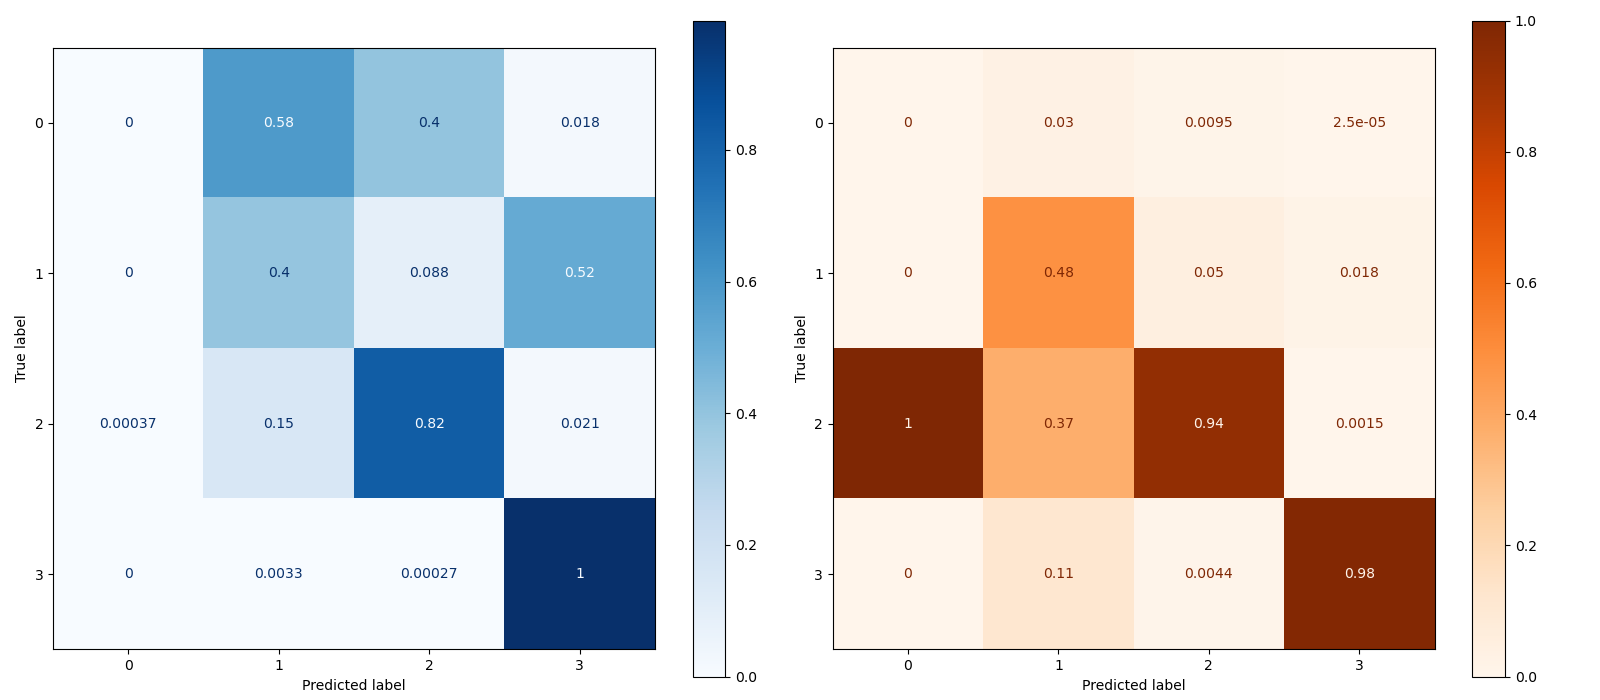 0 0 0.58 0.4 0.018
1 0 0.4 0.088 0.52
2 0.00037 0.15 0.82 0.021
3 0 0.0033 0.00027 1
True label
0 1 2 3
Predicted label
0.8
0.6
0.4
0.2
0.0
0 0 0.03 0.0095 2.5e-05
1 0 0.48 0.05 0.018
2 1 0.37 0.94 0.0015
3 0 0.11 0.0044 0.98
True label
0 1 2 3
Predicted label
1.0
0.8
0.6
0.4
0.2
0.0